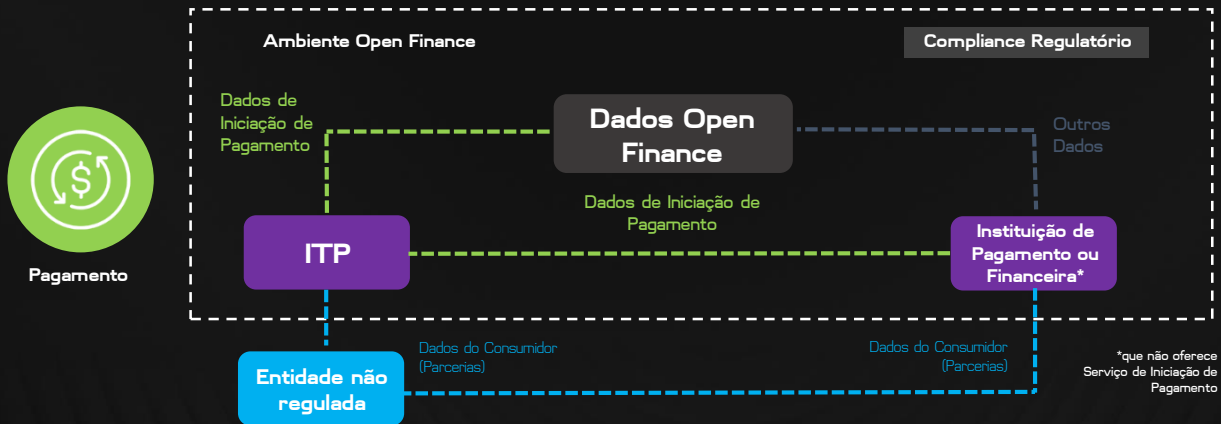 Ambiente Open Finance
Compliance Regulatório
Dados de
Iniciação de
Pagamento
Dados Open
Finance
Outros
Dados
Dados de Iniciação de
Pagamento
$
ITP
Instituição de
Pagamento ou
Financeira*
Pagamento
Dados do Consumidor
(Parcerias)
Dados do Consumidor
(Parcerias)
*que não oferece
Serviço de Iniciação de
Pagamento
Entidade não
regulada